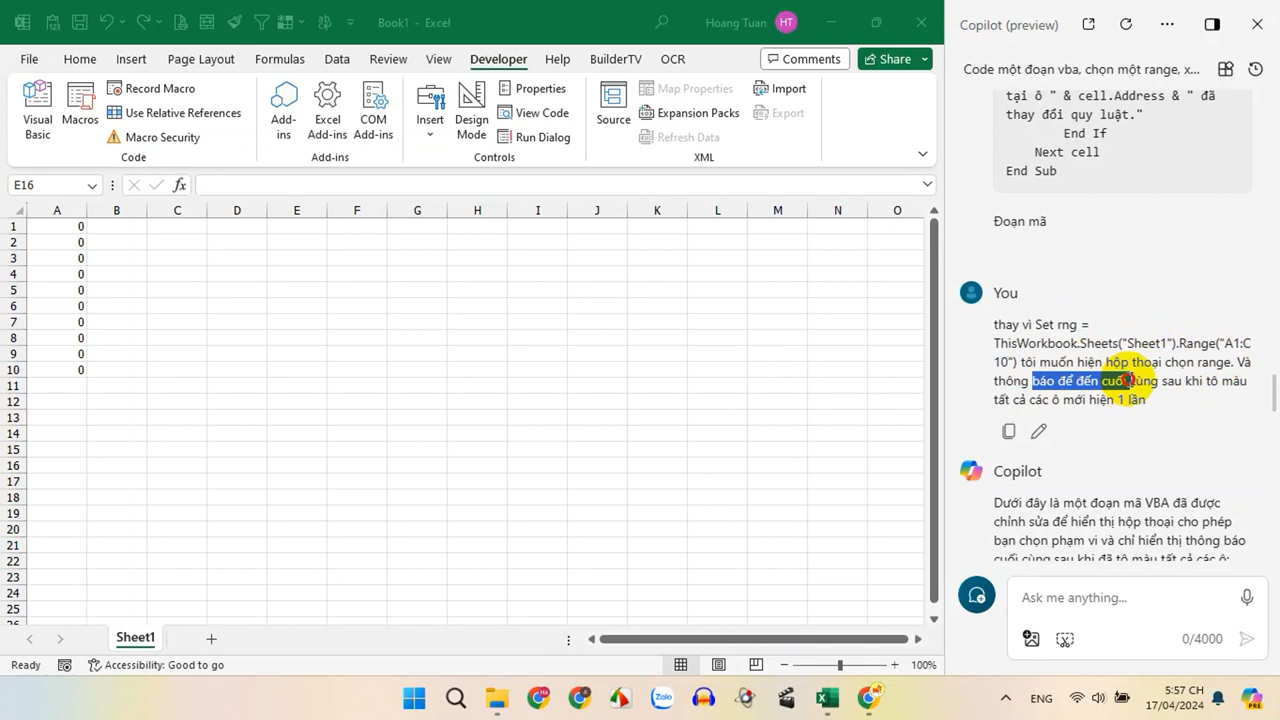 Book1 - Excel
Hoang Tuan
HT
File Home Insert Page Layout Formulas Data Review View Developer Help BuilderTV OCR
Comments
Share
Visual Basic
Macros
Record Macro
Use Relative References
Macro Security
Code
Add-ins
Excel Add-ins
COM Add-ins
Add-ins
Insert
Design Mode
Properties
View Code
Run Dialog
Controls
Source
Map Properties
Expansion Packs
Refresh Data
Import
Export
XML
E16
fx
A B C D E F G H I J K L M N O
1 0
2 0
3 0
4 0
5 0
6 0
7 0
8 0
9 0
10 0
11
12
13
14
15
16
17
18
19
20
21
22
23
24
25
Sheet1
Ready
Accessibility: Good to go
100%
Copilot (preview)
Code một đoạn vba, chọn một range, x...
tại ô " & cell.Address & " đã
thay đổi quy luật."
End If
Next cell
End Sub
Đoạn mã
You
thay vì Set rng =
ThisWorkbook.Sheets("Sheet1").Range("A1:C
10") tôi muốn hiện hộp thoại chọn range. Và
thông báo để đến cuối cùng sau khi tô màu
tất cả các ô mới hiện 1 lần
Copilot
Dưới đây là một đoạn mã VBA đã được
chỉnh sửa để hiển thị hộp thoại cho phép
bạn chọn phạm vi và chỉ hiển thị thông báo
cuối cùng sau khi đã tô màu tất cả các ô:
Ask me anything...
0/4000
Zalo
ENG
5:57 CH
17/04/2024
PRE